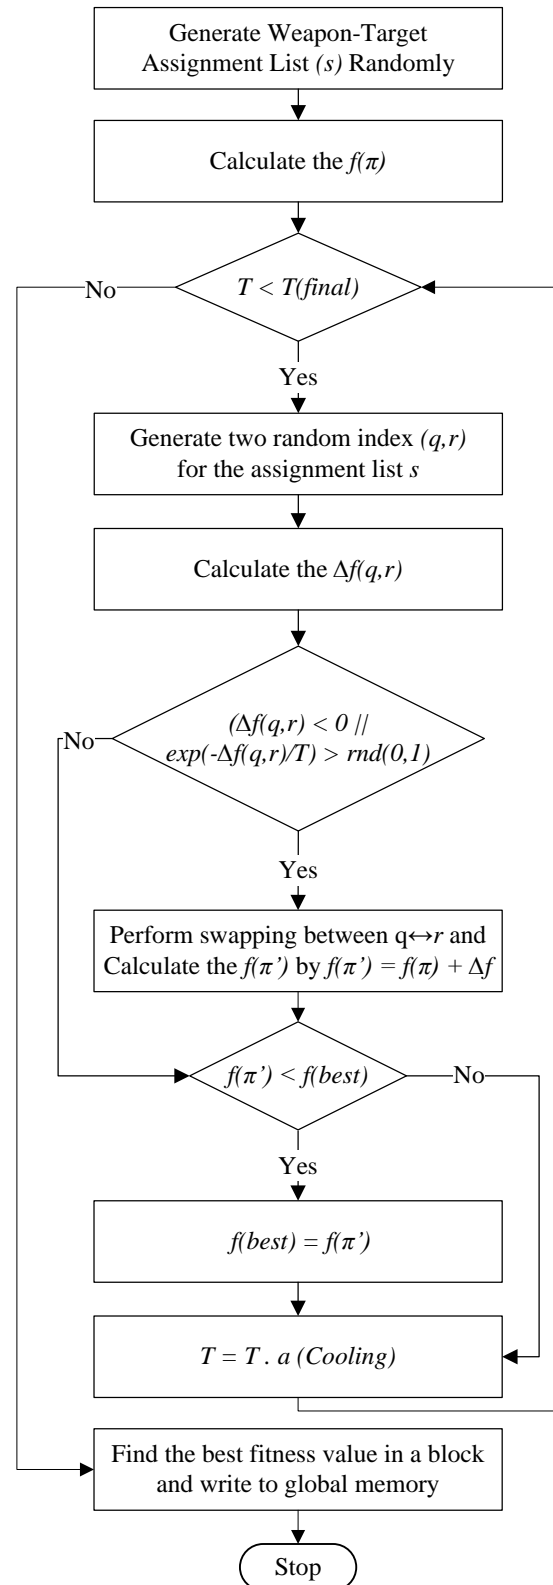 Generate Weapon-Target
Assignment List (s) Randomly
Calculate the f(π)
T < T(final)
No
Yes
Generate two random index (q,r)
for the assignment list s
Calculate the Δf(q,r)
(Δf(q,r) < 0 ||
exp(-Δf(q,r)/T) > rnd(0,1)
No
Yes
Perform swapping between q↔r and
Calculate the f(π’) by f(π’) = f(π) + Δf
f(π’) < f(best)
No
Yes
f(best) = f(π’)
T = T . a (Cooling)
Find the best fitness value in a block
and write to global memory
Stop